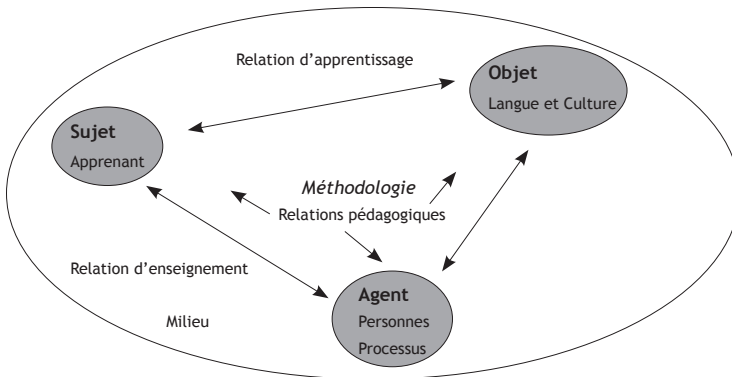 Relation d’apprentissage
Objet
Langue et Culture
Sujet
Apprenant
Méthodologie
Relations pédagogiques
Relation d’enseignement
Agent
Personnes
Processus
Milieu